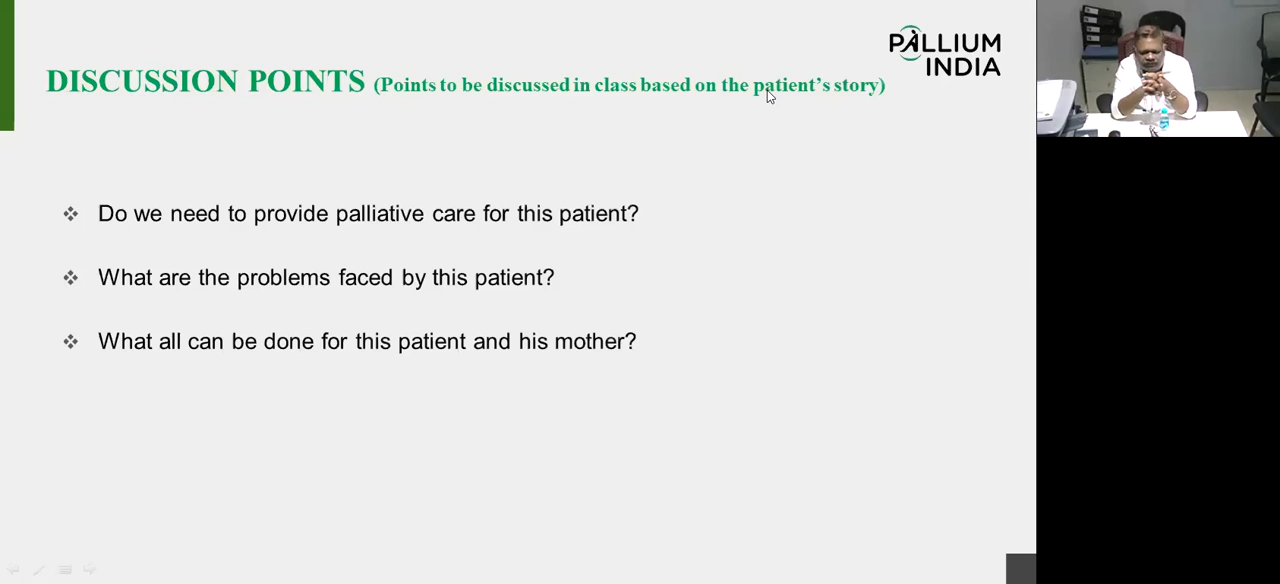 PALLIUM
INDIA
DISCUSSION POINTS (Points to be discussed in class based on the patient's story)
Do we need to provide palliative care for this patient?
What are the problems faced by this patient?
What all can be done for this patient and his mother?